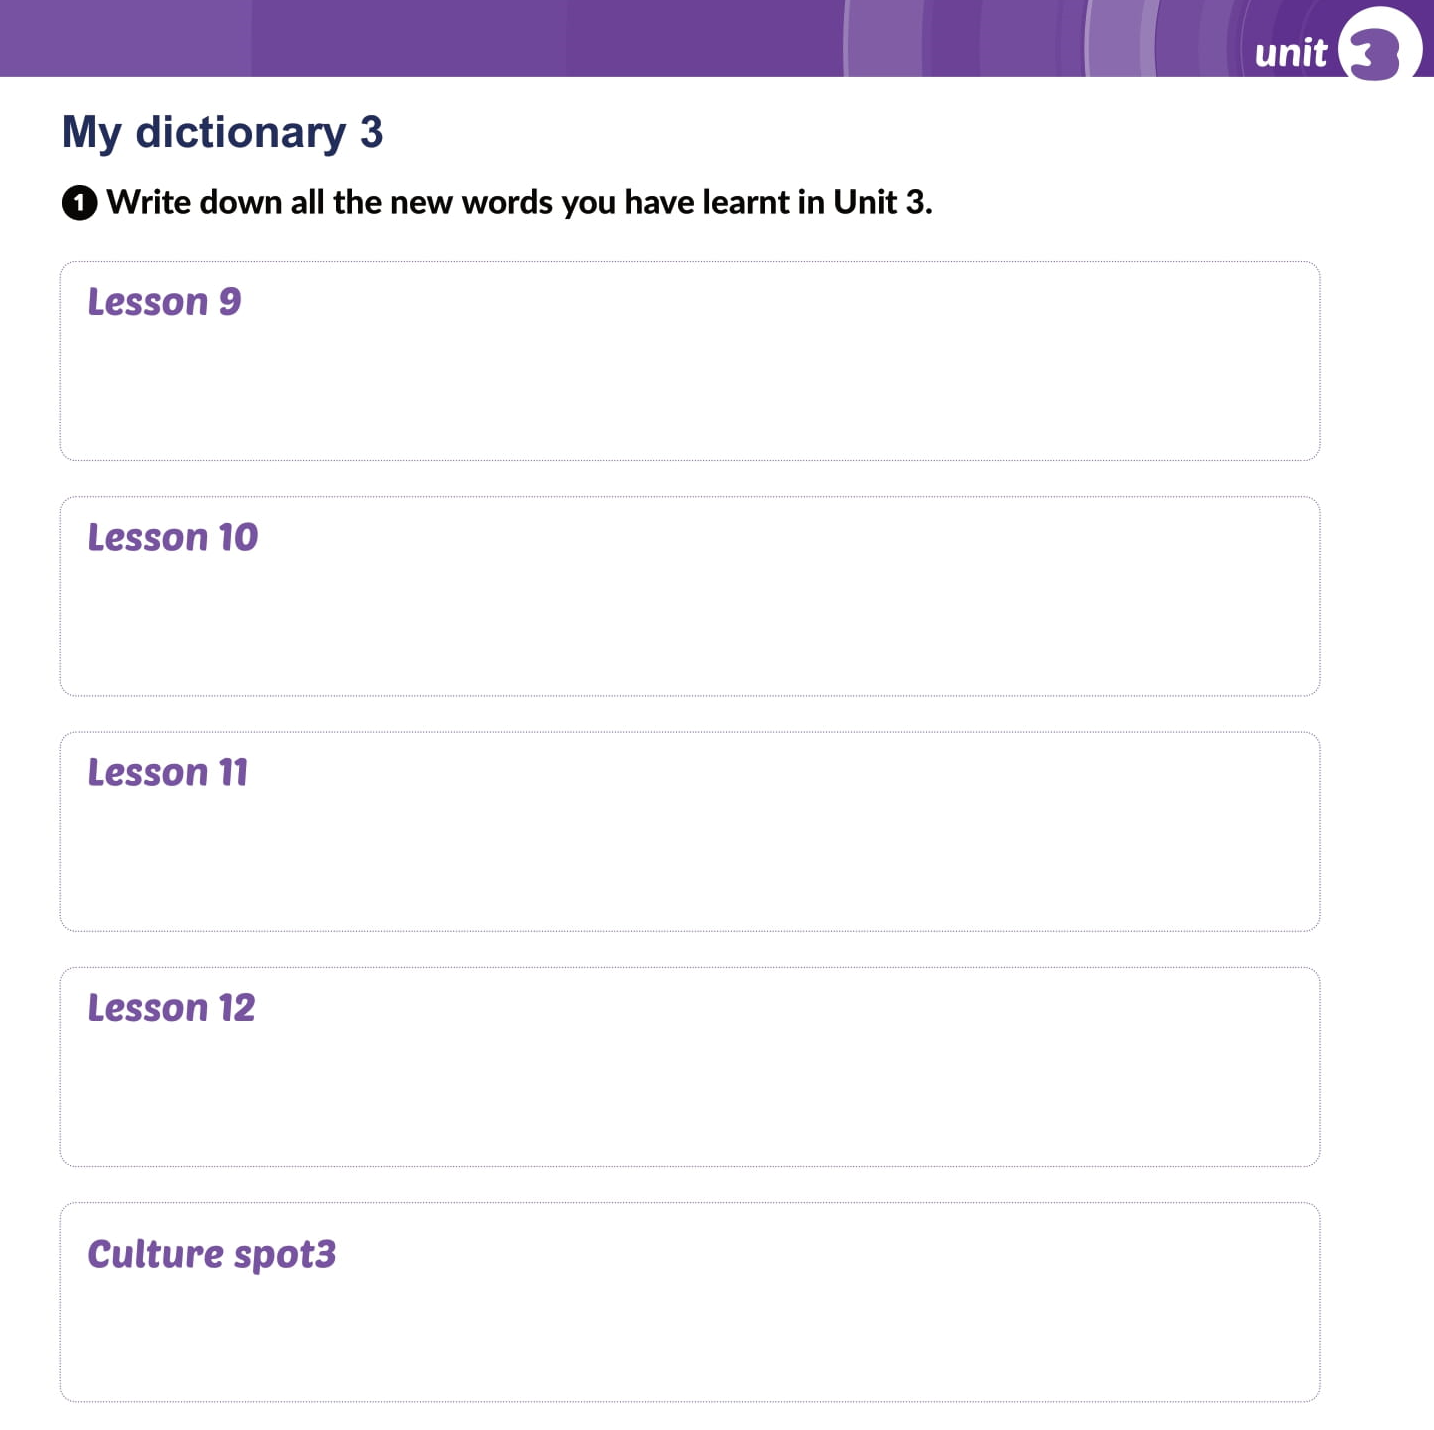 unit 3
My dictionary 3
1 Write down all the new words you have learnt in Unit 3.
Lesson 9
Lesson 10
Lesson 11
Lesson 12
Culture spot3